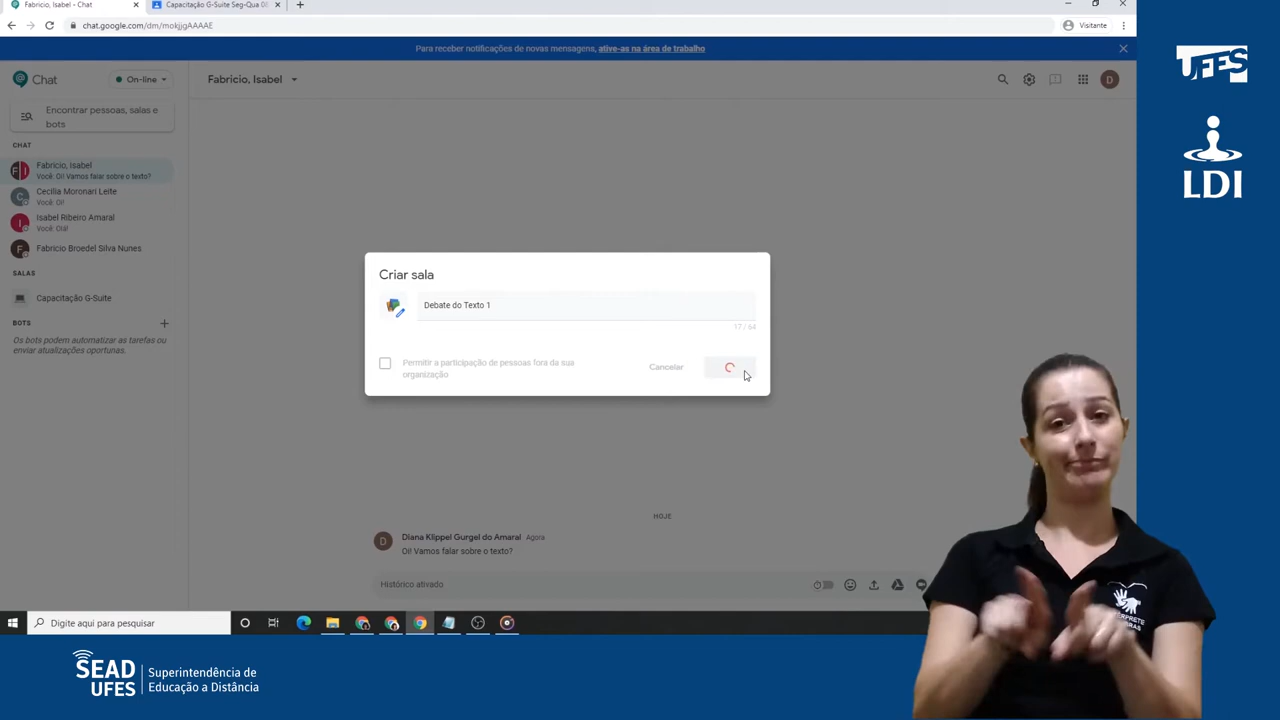 Fabricio, Isabel - Chat
Capacitação G-Suite Seg-Qua 08
chat.google.com/dm/mokjjgAAAAE
Visitante
Para receber notificações de novas mensagens, ative-as na área de trabalho
Chat
On-line
Fabricio, Isabel
D
Encontrar pessoas, salas e
bots
CHAT
Fabricio, Isabel
Você: Oi! Vamos falar sobre o texto?
Cecília Moronari Leite
Você: Oi!
Isabel Ribeiro Amaral
Você: Olá!
Fabricio Broedel Silva Nunes
SALAS
Capacitação G-Suite
BOTS
Os bots podem automatizar as tarefas ou
enviar atualizações oportunas.
Criar sala
Debate do Texto 1
17 / 64
Permitir a participação de pessoas fora da sua
organização
Cancelar
HOJE
D
Diana Klippel Gurgel do Amaral Agora
Oi! Vamos falar sobre o texto?
Histórico ativado
Digite aqui para pesquisar
UFES
LDI
SEAD
UFES
Superintendência de
Educação a Distância